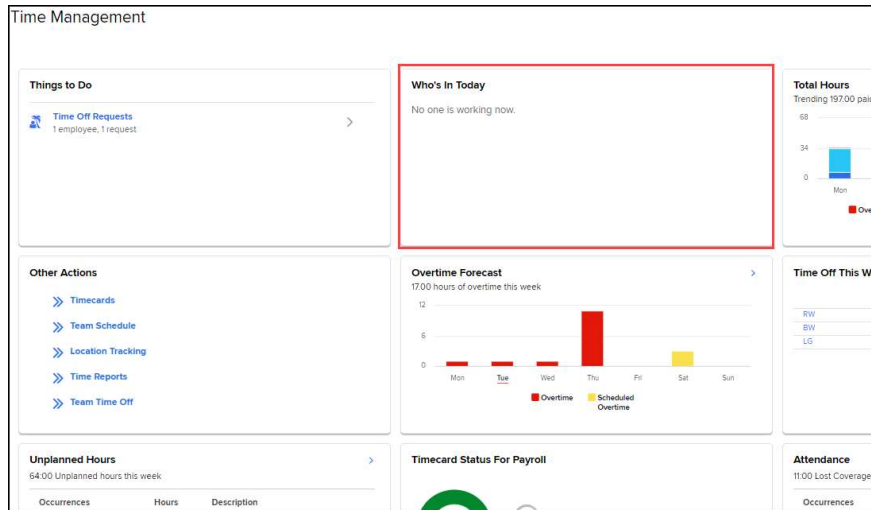 Time Management
Things to Do
Time Off Requests
1 employee, 1 request
Who's In Today
No one is working now.
Total Hours
Trending 197.00
68
34
0
Mon
Other Actions
Timecards
Team Schedule
Location Tracking
Time Reports
Team Time Off
Overtime Forecast
17.00 hours of overtime this week
12
6
0
Mon Tue Wed Thu Fri Sat Sun
Overtime Scheduled
Overtime
Time Off This
RW
BW
LG
Unplanned Hours
64:00 Unplanned hours this week
Occurrences Hours Description
Timecard Status For Payroll
Attendance
11:00 Lost Coverage
Occurrences